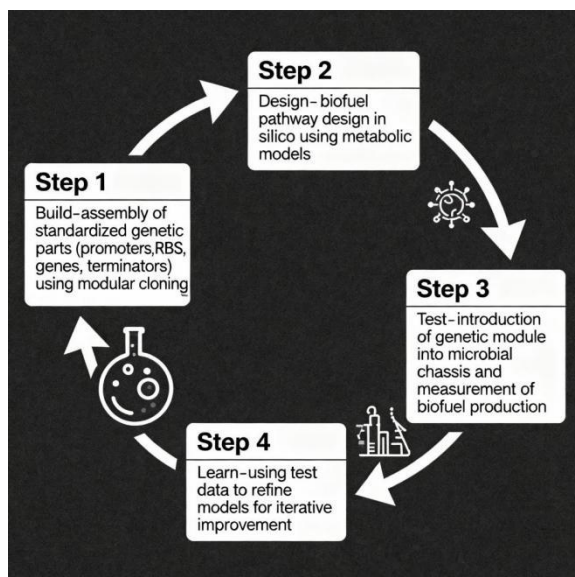 Step 1
Build-assembly of
standardized genetic
parts (promoters,RBS,
genes, terminators)
using modular cloning
Step 2
Design-biofuel
pathway design in
silico using metabolic
models
Step 3
Test-introduction
of genetic module
into microbial
chassis and
measurement of
biofuel production
Step 4
Learn-using test
data to refine
models for iterative
improvement